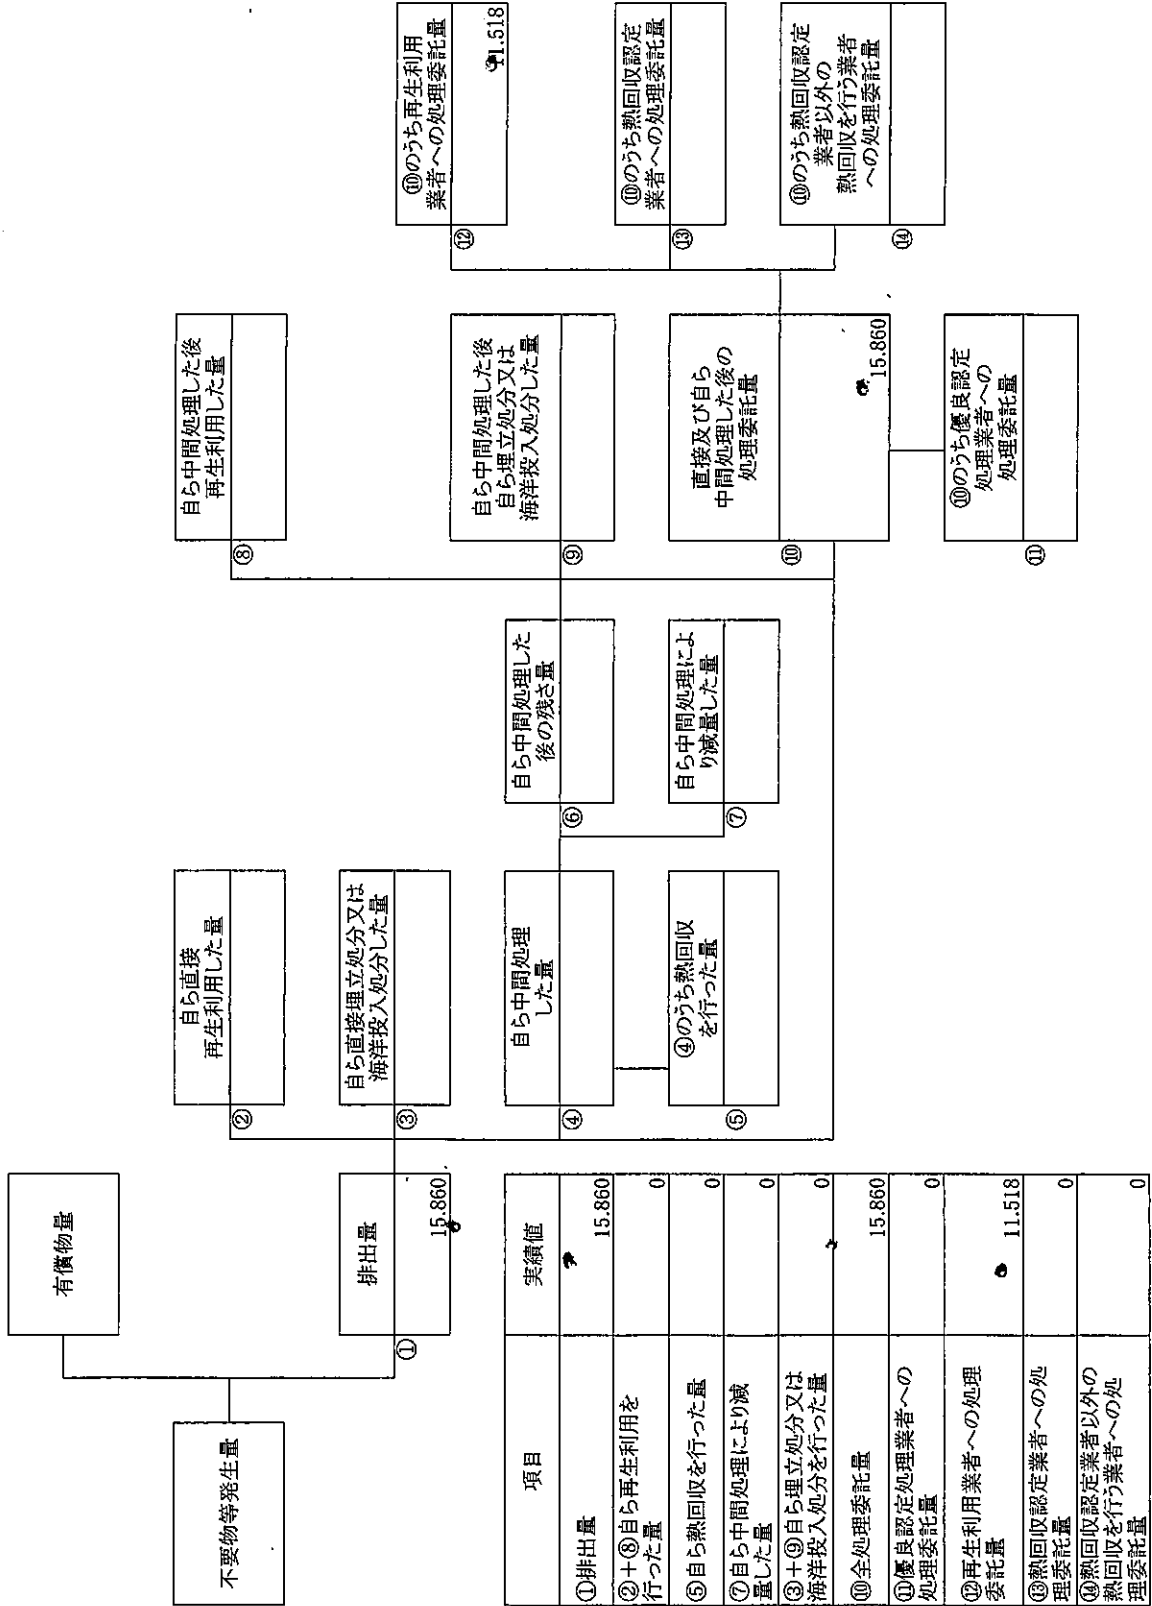 不要物等発生量
有償物量
排出量
①
15.860
自ら直接
再生利用した量
②
自ら直接埋立処分又は
海洋投入処分した量
③
自ら中間処理
した量
④
④のうち熱回収
を行った量
⑤
自ら中間処理した
後の残さ量
⑥
自ら中間処理によ
り減量した量
⑦
自ら中間処理した後
再生利用した量
⑧
自ら中間処理した後
自ら埋立処分又は
海洋投入処分した量
⑨
直接及び自ら
中間処理した後の
処理委託量
⑩
15.860
⑩のうち優良認定
処理業者への
処理委託量
⑪
⑩のうち再生利用
業者への処理委託量
⑫
11.518
⑩のうち熱回収認定
業者への処理委託量
⑬
⑩のうち熱回収認定
業者以外の
熱回収を行う業者
への処理委託量
⑭
項目 実績値
①排出量 15.860
②+⑧自ら再生利用を
行った量 0
⑤自ら熱回収を行った量 0
⑦自ら中間処理により減
量した量 0
③+⑨自ら埋立処分又は
海洋投入処分を行った量 0
⑩全処理委託量 15.860
⑪優良認定処理業者への
処理委託量 0
⑫再生利用業者への処理
委託量 11.518
⑬熱回収認定業者への処
理委託量 0
⑭熱回収認定業者以外の
熱回収を行う業者への処
理委託量 0